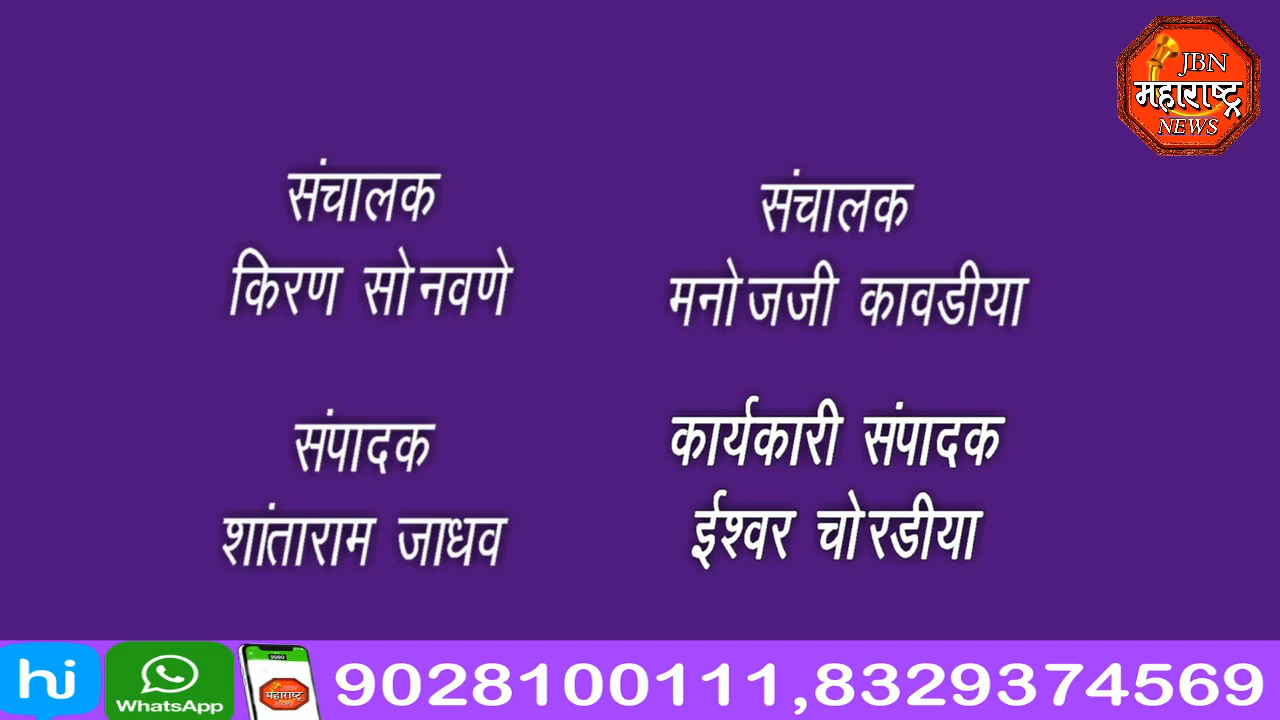 JBN
महाराष्ट्र
NEWS
संचालक
किरण सोनवणे
संचालक
मनोजजी कावडीया
संपादक
शांताराम जाधव
कार्यकारी संपादक
ईश्वर चोरडीया
hi
WhatsApp
महाराष्ट्र
9028100111,8329374569